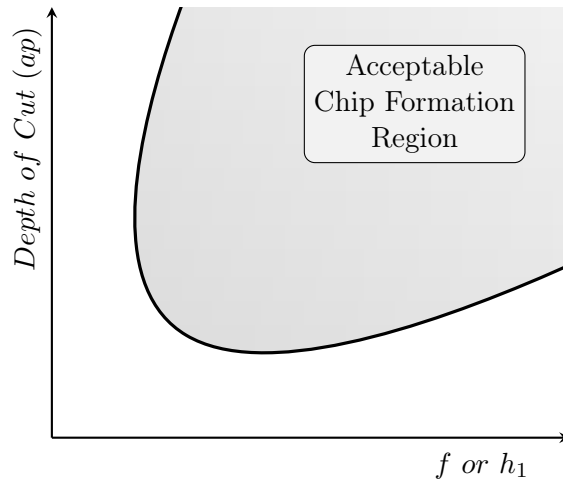 Depth of Cut (ap)
Acceptable
Chip Formation
Region
f or h₁